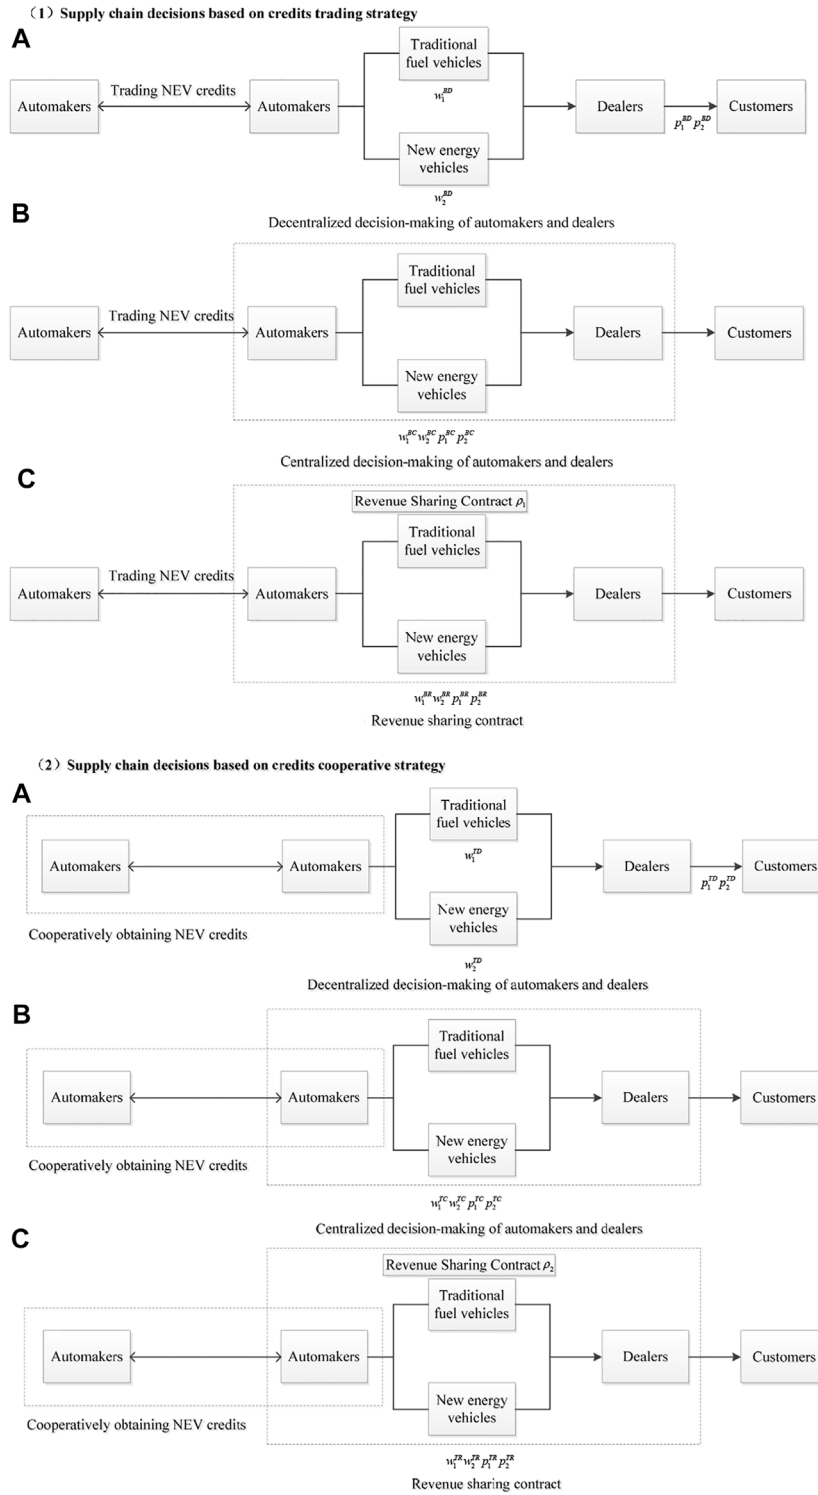 （1）Supply chain decisions based on credits trading strategy
A
Traditional
fuel vehicles
Automakers
Trading NEV credits
Automakers
w₁ᴮᴰ
Dealers
Customers
p₁ᴮᴰ p₂ᴮᴰ
New energy
vehicles
w₂ᴮᴰ
Decentralized decision-making of automakers and dealers
B
Traditional
fuel vehicles
Automakers
Trading NEV credits
Automakers
Dealers
Customers
New energy
vehicles
w₁ᴮC w₂ᴮC p₁ᴮC p₂ᴮC
Centralized decision-making of automakers and dealers
C
Revenue Sharing Contract ρ₁
Traditional
fuel vehicles
Automakers
Trading NEV credits
Automakers
Dealers
Customers
New energy
vehicles
w₁ᴮᴿ w₂ᴮᴿ p₁ᴮᴿ p₂ᴮᴿ
Revenue sharing contract
（2）Supply chain decisions based on credits cooperative strategy
A
Traditional
fuel vehicles
Automakers
Automakers
w₁ᵀᴰ
Dealers
Customers
p₁ᵀᴰ p₂ᵀᴰ
New energy
vehicles
Cooperatively obtaining NEV credits
w₂ᵀᴰ
Decentralized decision-making of automakers and dealers
B
Traditional
fuel vehicles
Automakers
Automakers
Dealers
Customers
New energy
vehicles
Cooperatively obtaining NEV credits
w₁ᵀC w₂ᵀC p₁ᵀC p₂ᵀC
Centralized decision-making of automakers and dealers
C
Revenue Sharing Contract ρ₂
Traditional
fuel vehicles
Automakers
Automakers
Dealers
Customers
New energy
vehicles
Cooperatively obtaining NEV credits
w₁ᵀᴿ w₂ᵀᴿ p₁ᵀᴿ p₂ᵀᴿ
Revenue sharing contract